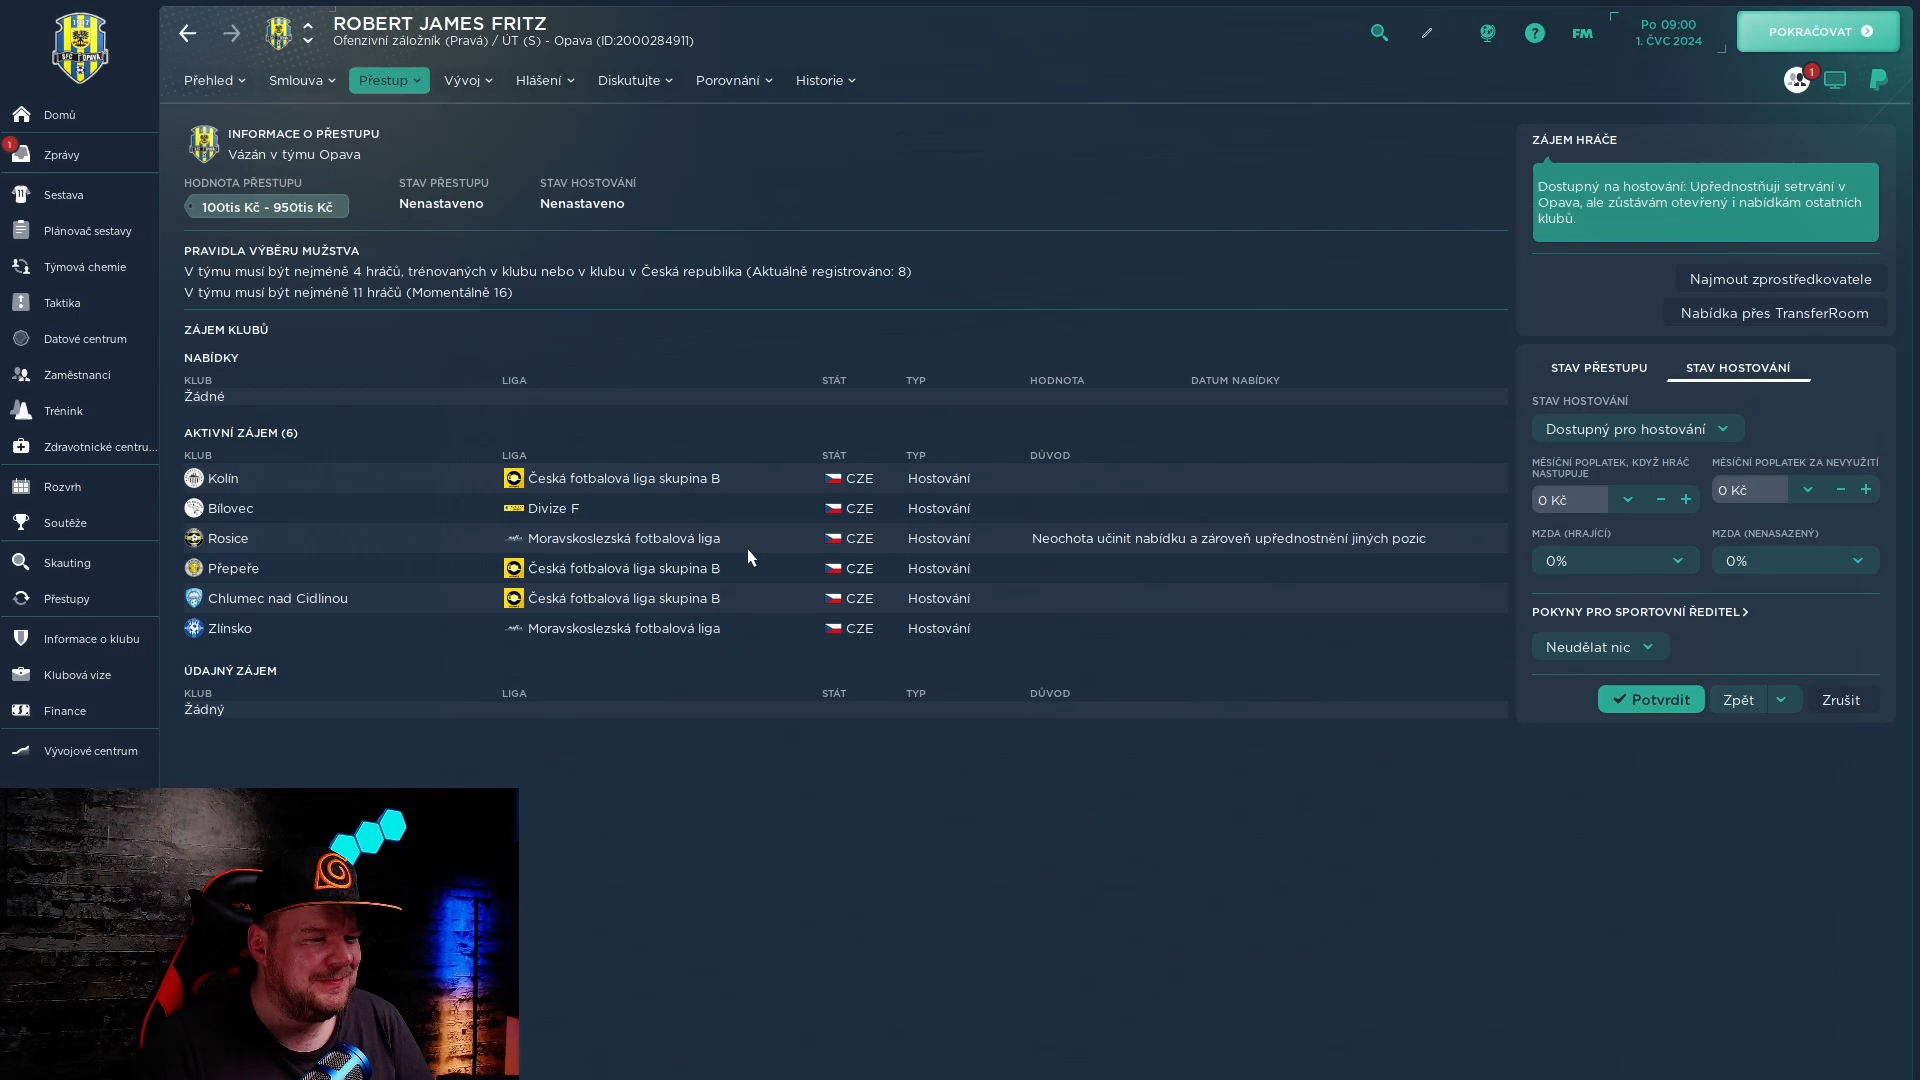 ROBERT JAMES FRITZ
Ofenzivní záložník (Pravá) / ÚT (S) - Opava (ID:2000284911)
Po 09:00
1. ČVC 2024
POKRAČOVAT
FM
Přehled
Smlouva
Přestup
Vývoj
Hlášení
Diskutujte
Porovnání
Historie
1
Domů
1
Zprávy
11
Sestava
Plánovač sestavy
Týmová chemie
Taktika
Datové centrum
Zaměstnanci
Trénink
Zdravotnické centru...
Rozvrh
Soutěže
Skauting
Přestupy
Informace o klubu
Klubová vize
Finance
Vývojové centrum
INFORMACE O PŘESTUPU
Vázán v týmu Opava
HODNOTA PŘESTUPU
STAV PŘESTUPU
STAV HOSTOVÁNÍ
100tis Kč - 950tis Kč
Nenastaveno
Nenastaveno
PRAVIDLA VÝBĚRU MUŽSTVA
V týmu musí být nejméně 4 hráčů, trénovaných v klubu nebo v klubu v Česká republika (Aktuálně registrováno: 8)
V týmu musí být nejméně 11 hráčů (Momentálně 16)
ZÁJEM KLUBŮ
NABÍDKY
KLUB LIGA STÁT TYP HODNOTA DATUM NABÍDKY
Žádné
AKTIVNÍ ZÁJEM (6)
KLUB LIGA STÁT TYP DŮVOD
Kolín Česká fotbalová liga skupina B CZE Hostování
Bílovec Divize F CZE Hostování
Rosice Moravskoslezská fotbalová liga CZE Hostování Neochota učinit nabídku a zároveň upřednostnění jiných pozic
Přepeře Česká fotbalová liga skupina B CZE Hostování
Chlumec nad Cidlinou Česká fotbalová liga skupina B CZE Hostování
Zlínsko Moravskoslezská fotbalová liga CZE Hostování
ÚDAJNÝ ZÁJEM
KLUB LIGA STÁT TYP DŮVOD
Žádný
ZÁJEM HRÁČE
Dostupný na hostování: Upřednostňuji setrvání v
Opava, ale zůstávám otevřený i nabídkám ostatních
klubů.
Najmout zprostředkovatele
Nabídka přes TransferRoom
STAV PŘESTUPU
STAV HOSTOVÁNÍ
STAV HOSTOVÁNÍ
Dostupný pro hostování
MĚSÍČNÍ POPLATEK, KDYŽ HRÁČ
NASTUPUJE
MĚSÍČNÍ POPLATEK ZA NEVYUŽITÍ
0 Kč
0 Kč
MZDA (HRAJÍCÍ)
MZDA (NENASAZENÝ)
0%
0%
POKYNY PRO SPORTOVNÍ ŘEDITEL
Neudělat nic
Potvrdit
Zpět
Zrušit